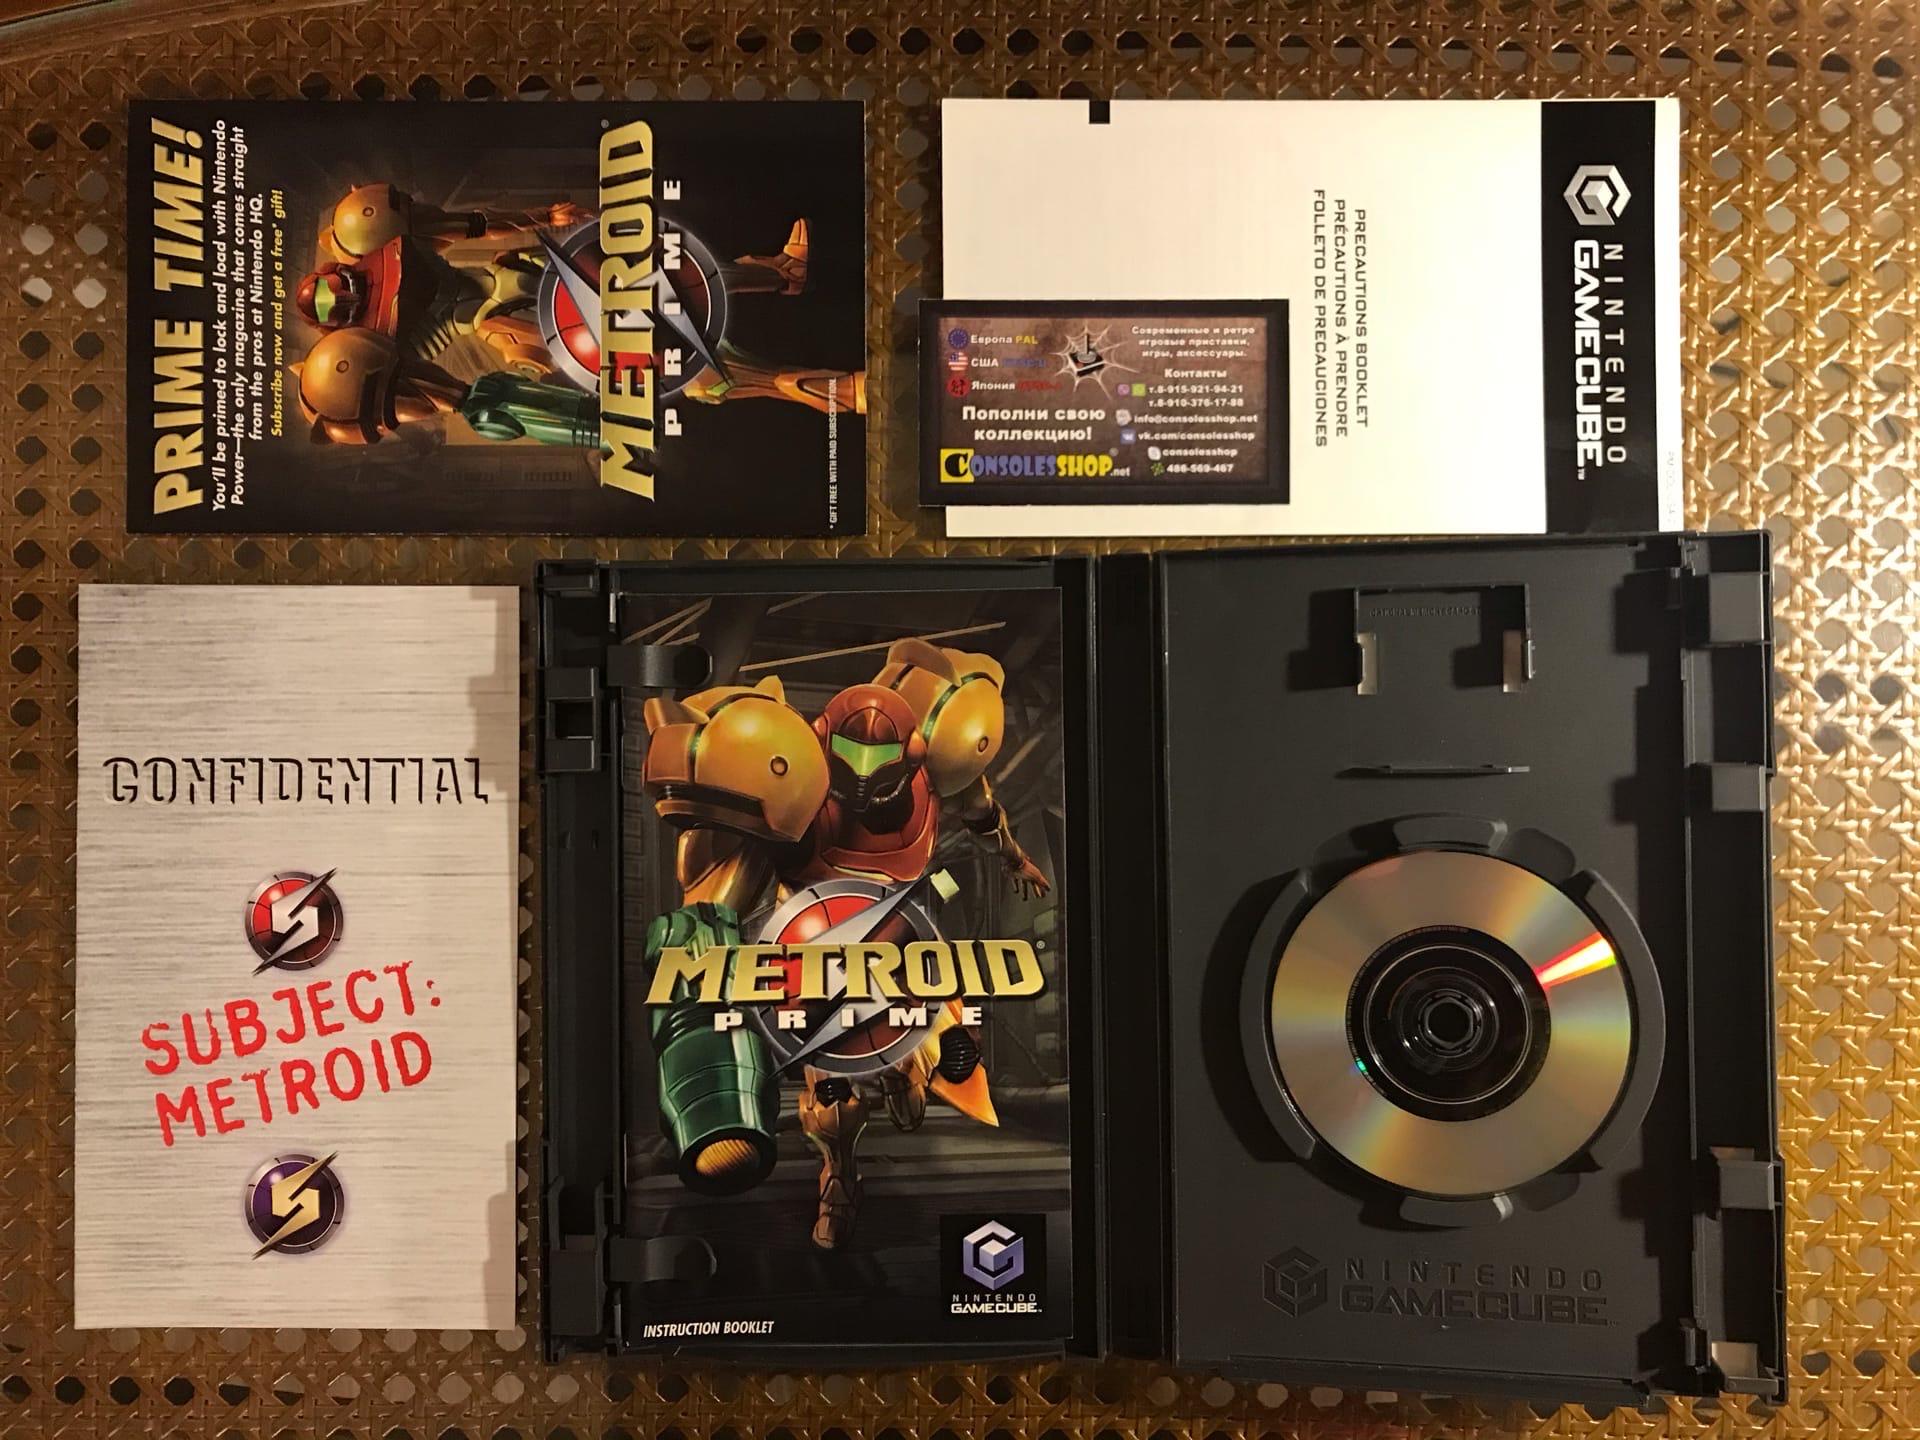 PRIME TIME!
You'll be primed to lock and load with Nintendo
Power—the only magazine that comes straight
from the pros at Nintendo HQ.
Subscribe now and get a free* gift!
METROID®
PRIME
* GIFT FREE WITH PAID SUBSCRIPTION.
NINTENDO
GAMECUBE™
PRECAUTIONS BOOKLET
PRÉCAUTIONS À PRENDRE
FOLLETO DE PRECAUCIONES
Европа PAL
США
Япония
Пополни свою
коллекцию!
CONSOLESSHOP.net
Современные и ретро
игровые приставки,
игры, аксессуары.
Контакты
т.8-915-921-94-21
т.8-910-376-17-88
info@consolesshop.net
vk.com/consolesshop
consolesshop
486-569-467
CONFIDENTIAL
SUBJECT:
METROID
METROID®
PRIME
NINTENDO
GAMECUBE™
INSTRUCTION BOOKLET
NINTENDO
GAMECUBE™